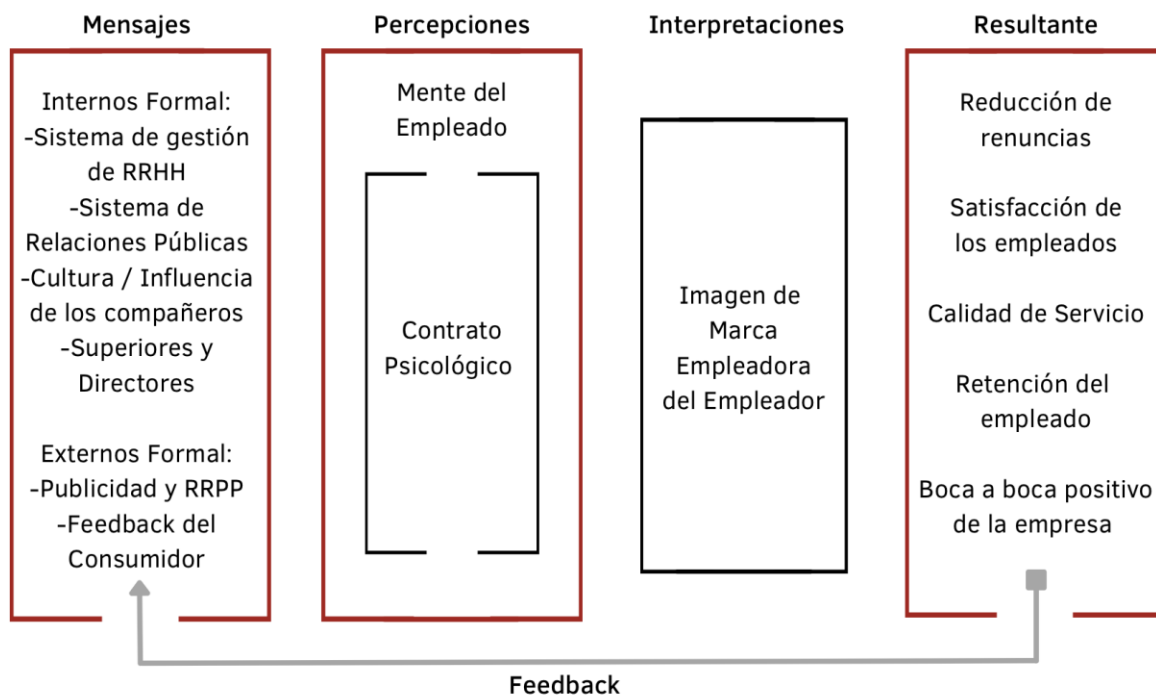 Mensajes
Internos Formal:
-Sistema de gestión
de RRHH
-Sistema de
Relaciones Públicas
-Cultura / Influencia
de los compañeros
-Superiores y
Directores
Externos Formal:
-Publicidad y RRPP
-Feedback del
Consumidor
Percepciones
Mente del
Empleado
Contrato
Psicológico
Interpretaciones
Imagen de
Marca
Empleadora
del Empleador
Resultante
Reducción de
renuncias
Satisfacción de
los empleados
Calidad de Servicio
Retención del
empleado
Boca a boca positivo
de la empresa
Feedback